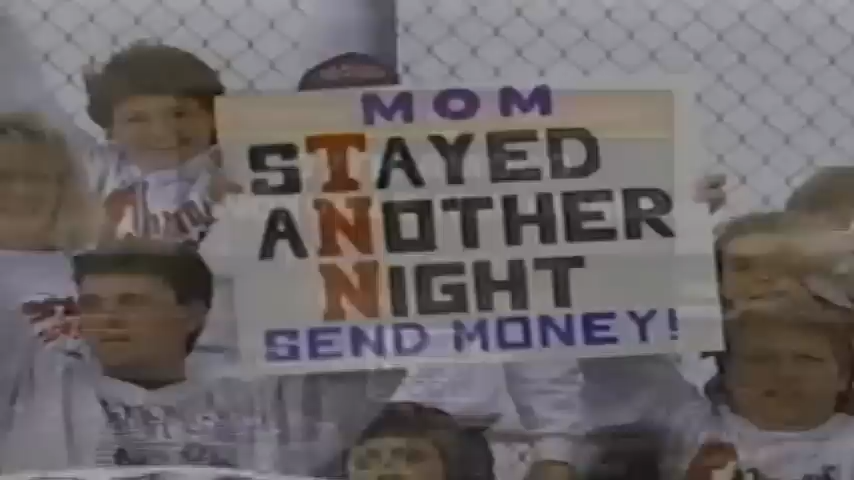 MOM
STAYED
ANOTHER
NIGHT
SEND MONEY!